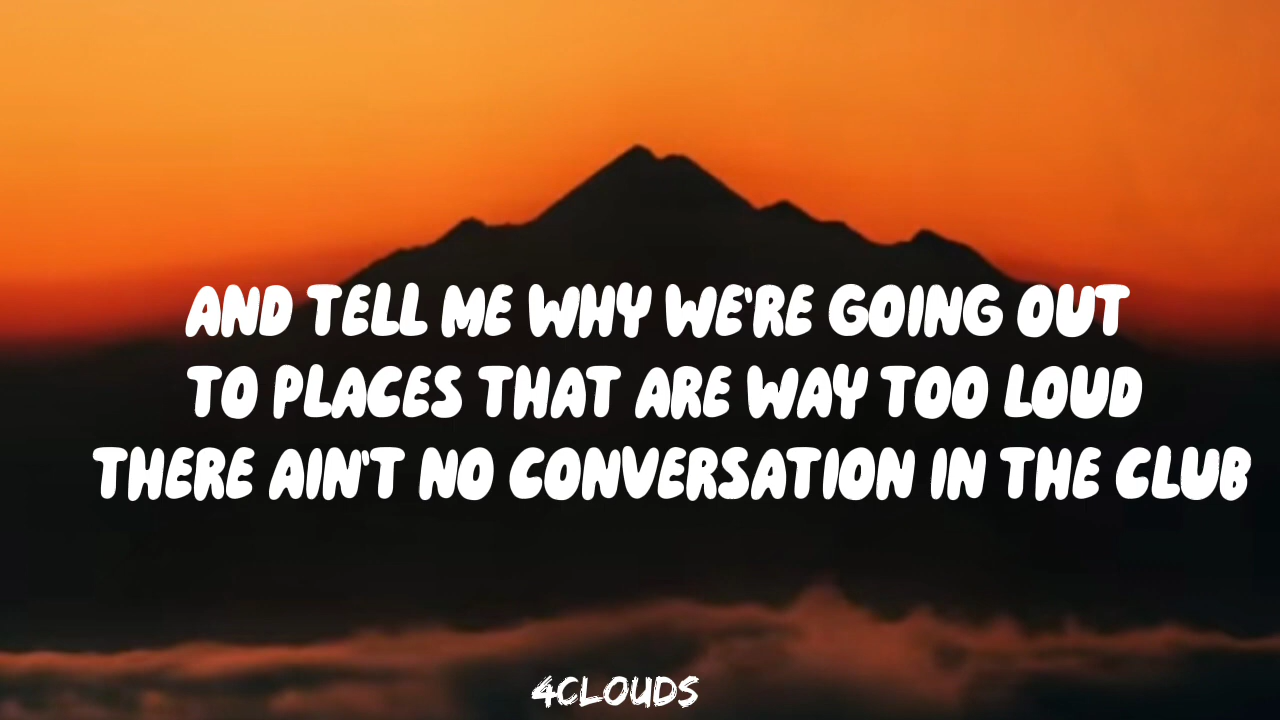 AND TELL ME WHY WE'RE GOING OUT
TO PLACES THAT ARE WAY TOO LOUD
THERE AIN'T NO CONVERSATION IN THE CLUB
4CLOUDS